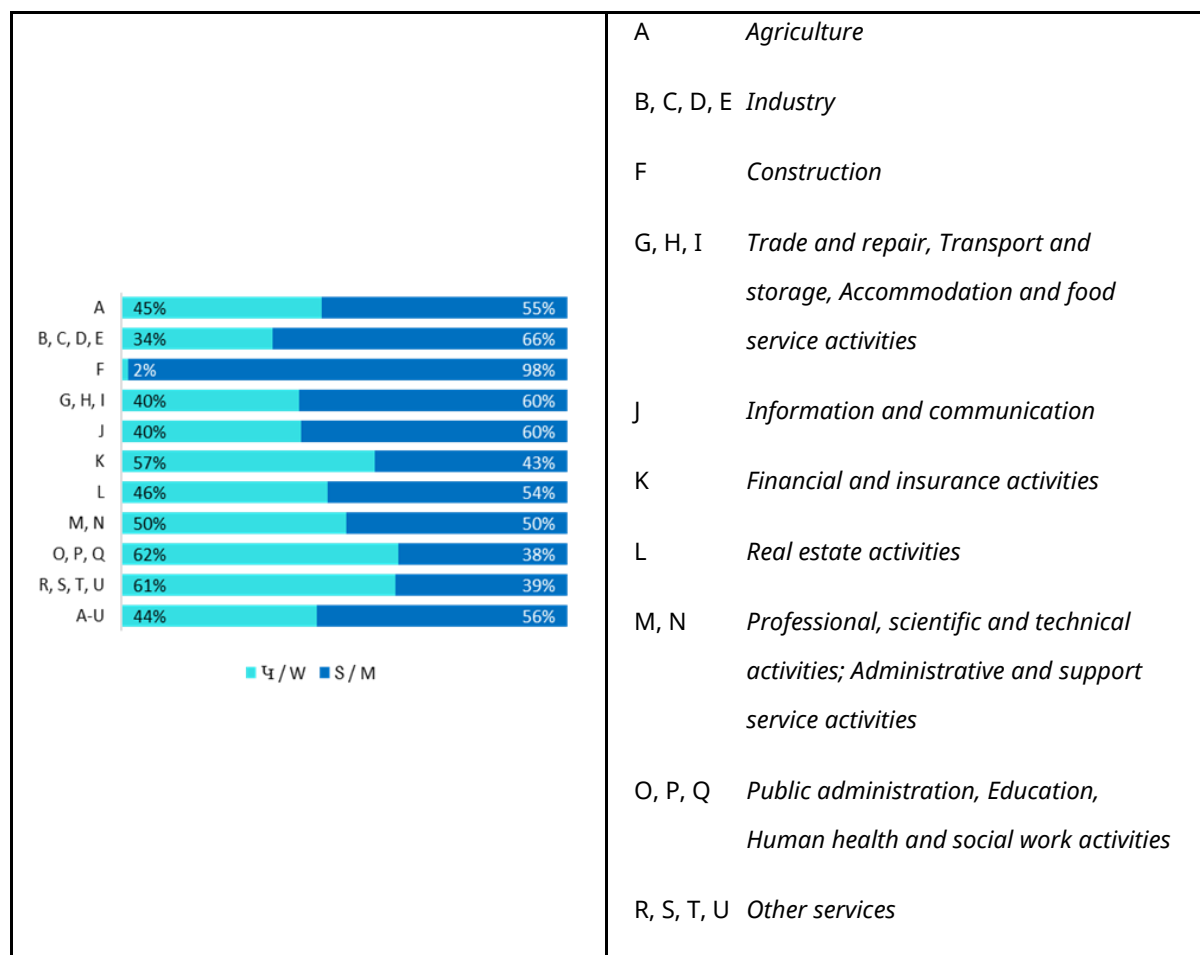 A 45% 55%
B, C, D, E 34% 66%
F 2% 98%
G, H, I 40% 60%
J 40% 60%
K 57% 43%
L 46% 54%
M, N 50% 50%
O, P, Q 62% 38%
R, S, T, U 61% 39%
A-U 44% 56%
Կ / W S / M
A Agriculture
B, C, D, E Industry
F Construction
G, H, I Trade and repair, Transport and
storage, Accommodation and food
service activities
J Information and communication
K Financial and insurance activities
L Real estate activities
M, N Professional, scientific and technical
activities; Administrative and support
service activities
O, P, Q Public administration, Education,
Human health and social work activities
R, S, T, U Other services